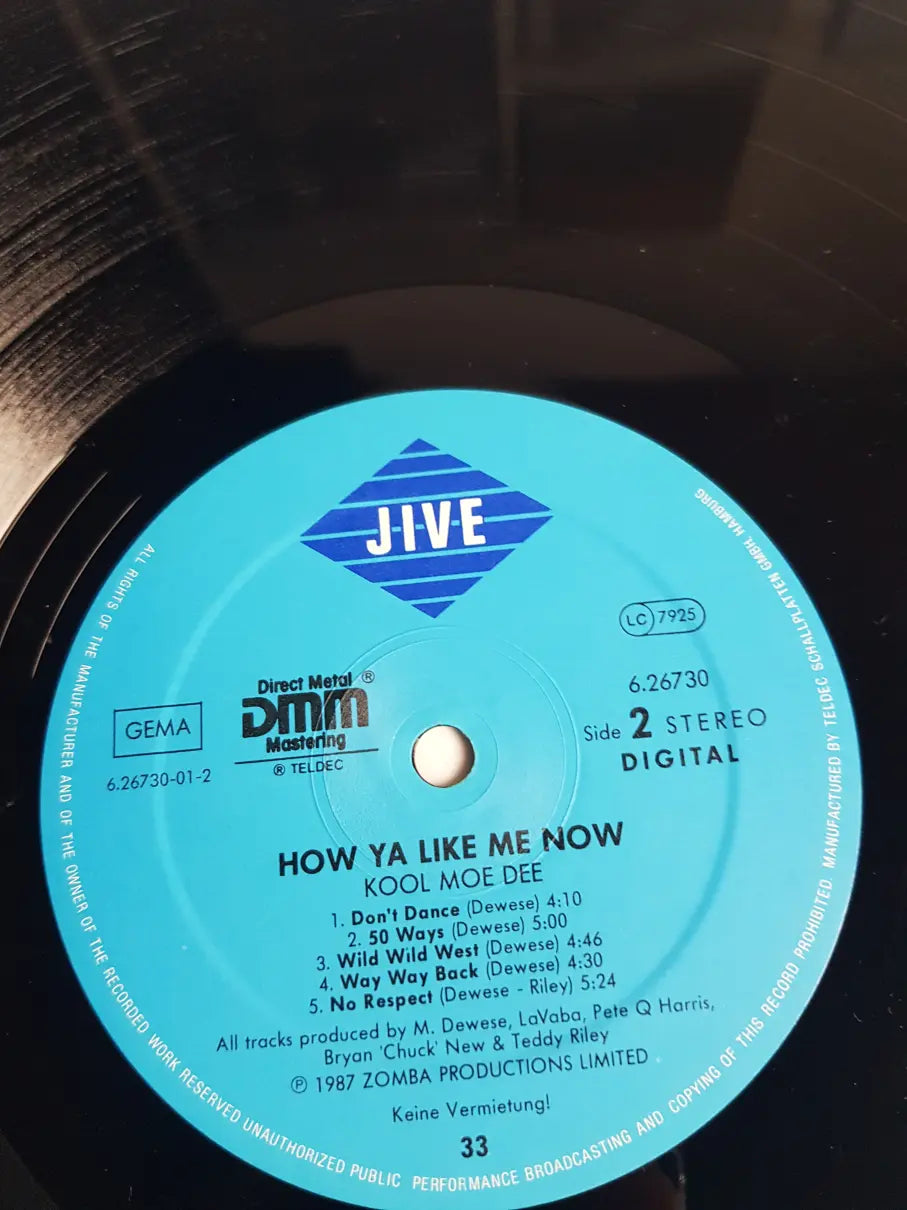 JIVE
LC 7925
6.26730
Side 2 STEREO
DIGITAL
Direct Metal ®
DMM
Mastering
® TELDEC
GEMA
6.26730-01-2
HOW YA LIKE ME NOW
KOOL MOE DEE
1. Don't Dance (Dewese) 4:10
2. 50 Ways (Dewese) 5:00
3. Wild Wild West (Dewese) 4:46
4. Way Way Back (Dewese) 4:30
5. No Respect (Dewese - Riley) 5:24
All tracks produced by M. Dewese, LaVaba, Pete Q Harris,
Bryan 'Chuck' New & Teddy Riley
℗ 1987 ZOMBA PRODUCTIONS LIMITED
Keine Vermietung!
33
ALL RIGHTS OF THE MANUFACTURER AND OF THE OWNER OF THE RECORDED WORK RESERVED UNAUTHORIZED PUBLIC PERFORMANCE BROADCASTING AND COPYING OF THIS RECORD PROHIBITED. MANUFACTURED BY TELDEC SCHALLPLATTEN GMBH, HAMBURG